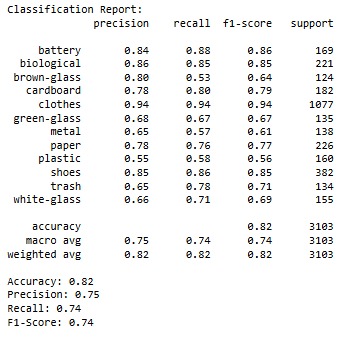 Classification Report:
precision recall f1-score support
battery 0.84 0.88 0.86 169
biological 0.86 0.85 0.85 221
brown-glass 0.80 0.53 0.64 124
cardboard 0.78 0.80 0.79 182
clothes 0.94 0.94 0.94 1077
green-glass 0.68 0.67 0.67 135
metal 0.65 0.57 0.61 138
paper 0.78 0.76 0.77 226
plastic 0.55 0.58 0.56 160
shoes 0.85 0.86 0.85 382
trash 0.65 0.78 0.71 134
white-glass 0.66 0.71 0.69 155
accuracy 0.82 3103
macro avg 0.75 0.74 0.74 3103
weighted avg 0.82 0.82 0.82 3103
Accuracy: 0.82
Precision: 0.75
Recall: 0.74
F1-Score: 0.74